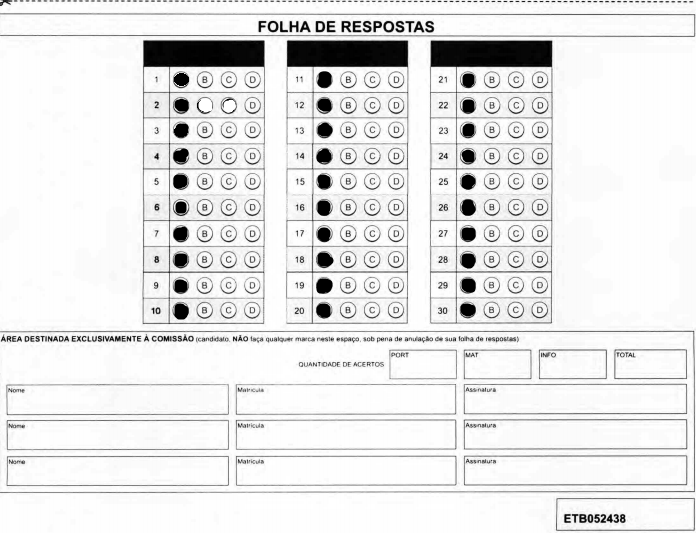 FOLHA DE RESPOSTAS
1 B C D
2 D
3 B C D
4 B C D
5 B C D
6 B C D
7 B C D
8 B C D
9 B C D
10 B C D
11 B C D
12 B C D
13 B C D
14 B C D
15 B C D
16 B C D
17 B C D
18 B C D
19 B C D
20 B C D
21 B C D
22 B C D
23 B C D
24 B C D
25 B C D
26 B C D
27 B C D
28 B C D
29 B C D
30 B C D
ÁREA DESTINADA EXCLUSIVAMENTE À COMISSÃO (candidato, NÃO faça qualquer marca neste espaço, sob pena de anulação de sua folha de respostas)
QUANTIDADE DE ACERTOS PORT MAT INFO TOTAL
Nome Matrícula Assinatura
Nome Matrícula Assinatura
Nome Matrícula Assinatura
ETB052438